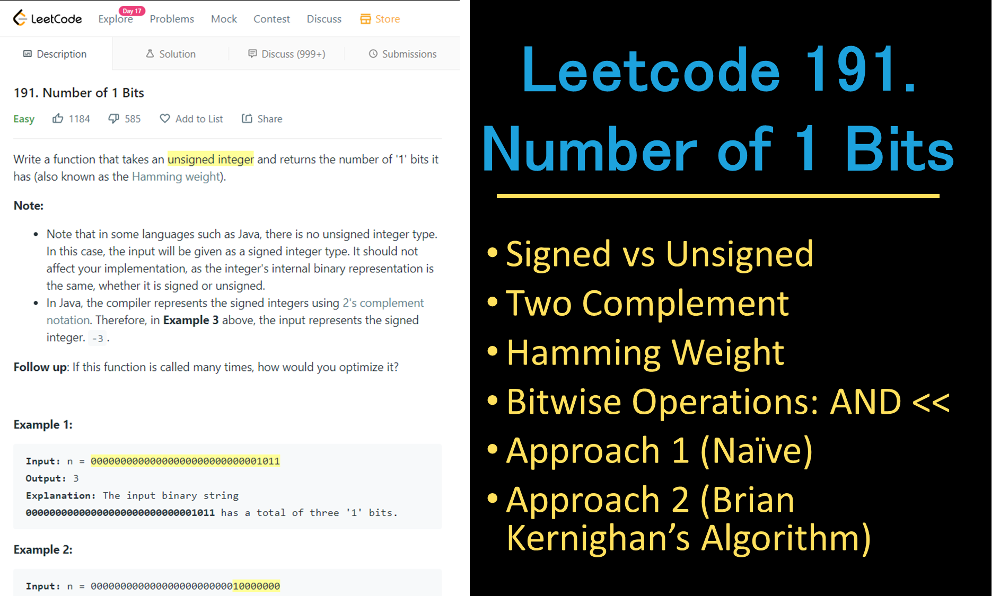 LeetCode
Explore
Day 17
Problems
Mock
Contest
Discuss
Store
Description
Solution
Discuss (999+)
Submissions
191. Number of 1 Bits
Easy 1184 585 Add to List Share
Write a function that takes an unsigned integer and returns the number of '1' bits it
has (also known as the Hamming weight).
Note:
• Note that in some languages such as Java, there is no unsigned integer type.
In this case, the input will be given as a signed integer type. It should not
affect your implementation, as the integer's internal binary representation is
the same, whether it is signed or unsigned.
• In Java, the compiler represents the signed integers using 2's complement
notation. Therefore, in Example 3 above, the input represents the signed
integer. -3.
Follow up: If this function is called many times, how would you optimize it?
Example 1:
Input: n = 00000000000000000000000000001011
Output: 3
Explanation: The input binary string
00000000000000000000000000001011 has a total of three '1' bits.
Example 2:
Input: n = 00000000000000000000000010000000
Leetcode 191.
Number of 1 Bits
• Signed vs Unsigned
• Two Complement
• Hamming Weight
• Bitwise Operations: AND <<
• Approach 1 (Naïve)
• Approach 2 (Brian
Kernighan’s Algorithm)